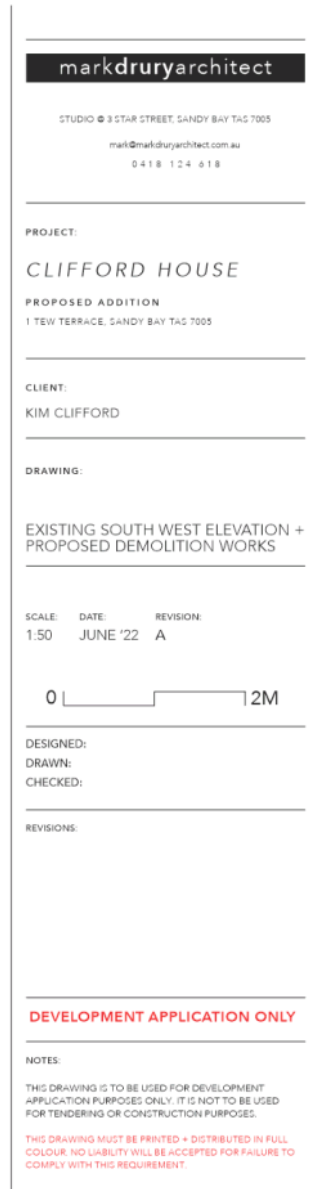 markdruryarchitect
STUDIO @ 3 STAR STREET, SANDY BAY TAS 7005
mark@markdruryarchitect.com.au
0418 124 618
PROJECT:
CLIFFORD HOUSE
PROPOSED ADDITION
1 TEW TERRACE, SANDY BAY TAS 7005
CLIENT:
KIM CLIFFORD
DRAWING:
EXISTING SOUTH WEST ELEVATION +
PROPOSED DEMOLITION WORKS
SCALE: DATE: REVISION:
1:50 JUNE '22 A
0 2M
DESIGNED:
DRAWN:
CHECKED:
REVISIONS:
DEVELOPMENT APPLICATION ONLY
NOTES:
THIS DRAWING IS TO BE USED FOR DEVELOPMENT
APPLICATION PURPOSES ONLY. IT IS NOT TO BE USED
FOR TENDERING OR CONSTRUCTION PURPOSES.
THIS DRAWING MUST BE PRINTED + DISTRIBUTED IN FULL
COLOUR. NO LIABILITY WILL BE ACCEPTED FOR FAILURE TO
COMPLY WITH THIS REQUIREMENT.